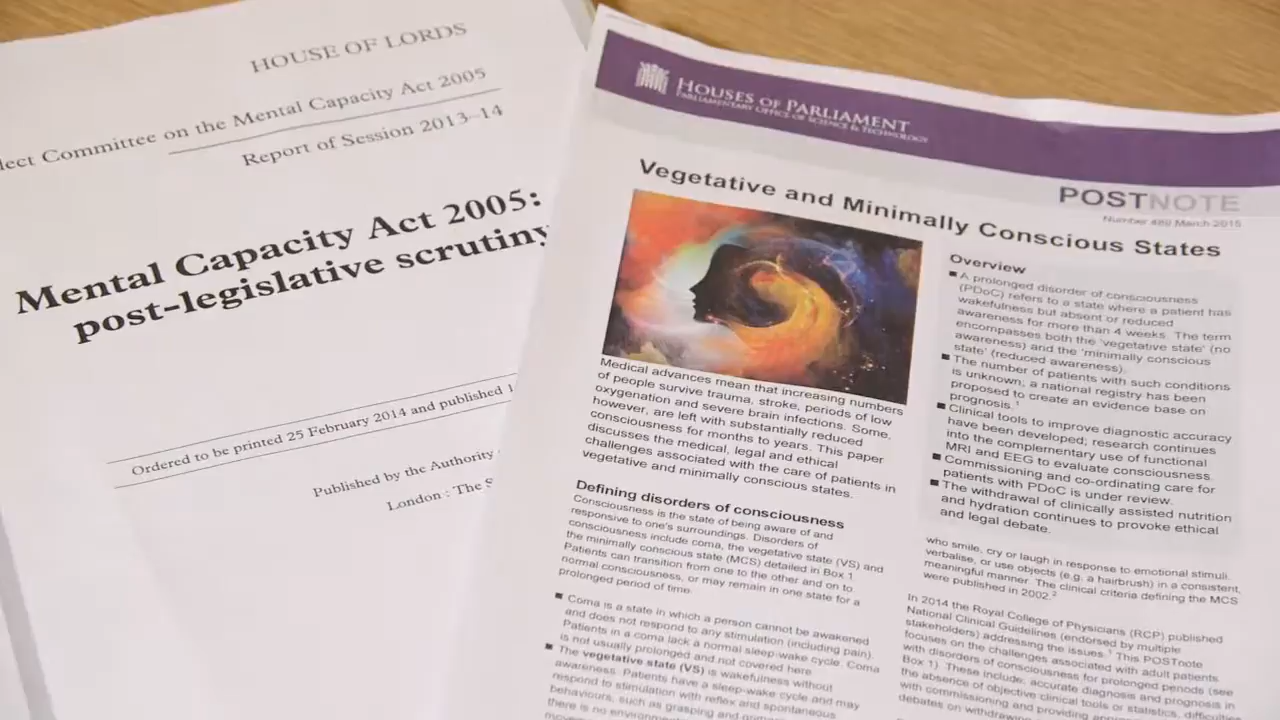 HOUSE OF LORDS
lect Committee on the Mental Capacity Act 2005
Report of Session 2013–14
Mental Capacity Act 2005:
post-legislative scrutiny
Ordered to be printed 25 February 2014 and published 1
Published by the Authority
London : The S
HOUSES OF PARLIAMENT
PARLIAMENTARY OFFICE OF SCIENCE & TECHNOLOGY
POSTNOTE
Number 489 March 2015
Vegetative and Minimally Conscious States
Medical advances mean that increasing numbers
of people survive trauma, stroke, periods of low
oxygenation and severe brain infections. Some,
however, are left with substantially reduced
consciousness for months to years. This paper
discusses the medical, legal and ethical
challenges associated with the care of patients in
vegetative and minimally conscious states.
Defining disorders of consciousness
Consciousness is the state of being aware of and
responsive to one's surroundings. Disorders of
consciousness include coma, the vegetative state (VS) and
the minimally conscious state (MCS) detailed in Box 1.
Patients can transition from one to the other and on to
normal consciousness, or may remain in one state for a
prolonged period of time.
■ Coma is a state in which a person cannot be awakened
and does not respond to any stimulation (including pain).
Patients in a coma lack a normal sleep-wake cycle. Coma
is not usually prolonged and not covered here
■ The vegetative state (VS) is wakefulness without
awareness. Patients have a sleep-wake cycle and may
respond to stimulation with reflex and spontaneous
behaviours, such as grasping and
there is no
Overview
■ A prolonged disorder of consciousness
(PDoC) refers to a state where a patient has
wakefulness but absent or reduced
awareness for more than 4 weeks. The term
encompasses both the 'vegetative state' (no
awareness) and the 'minimally conscious
state' (reduced awareness).
■ The number of patients with such conditions
is unknown; a national registry has been
proposed to create an evidence base on
prognosis.¹
■ Clinical tools to improve diagnostic accuracy
have been developed; research continues
into the complementary use of functional
MRI and EEG to evaluate consciousness.
■ Commissioning and co-ordinating care for
patients with PDoC is under review.
■ The withdrawal of clinically assisted nutrition
and hydration continues to provoke ethical
and legal debate.
who smile, cry or laugh in response to emotional stimuli.
verbalise, or use objects (e.g. a hairbrush) in a consistent,
meaningful manner. The clinical criteria defining the MCS
were published in 2002.²
In 2014 the Royal College of Physicians (RCP) published
National Clinical Guidelines (endorsed by multiple
stakeholders) addressing the issues.¹ This POSTnote
focuses on the challenges associated with adult patients
with disorders of consciousness for prolonged periods (see
Box 1). These include; accurate diagnosis and prognosis in
the absence of objective clinical tools or statistics,
with commissioning and providing
debates on